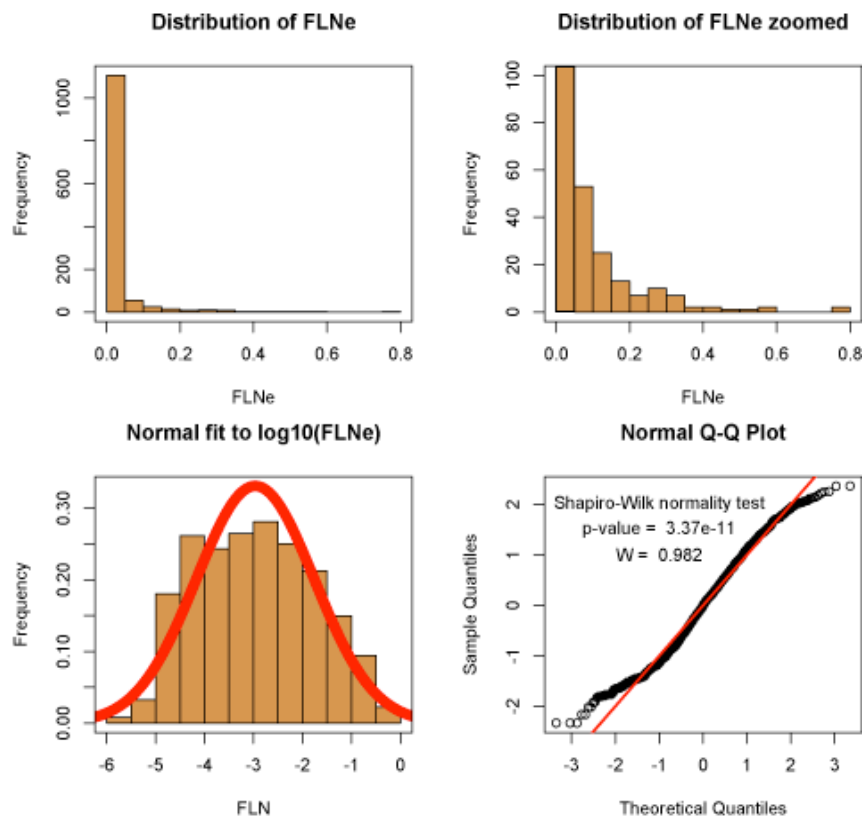 Distribution of FLNe
Frequency
0 200 600 1000
0.0 0.2 0.4 0.6 0.8
FLNe
Distribution of FLNe zoomed
Frequency
0 20 40 60 80 100
0.0 0.2 0.4 0.6 0.8
FLNe
Normal fit to log10(FLNe)
Frequency
0.00 0.10 0.20 0.30
-6 -5 -4 -3 -2 -1 0
FLN
Normal Q-Q Plot
Shapiro-Wilk normality test
p-value = 3.37e-11
W = 0.982
Sample Quantiles
-2 -1 0 1 2
-3 -2 -1 0 1 2 3
Theoretical Quantiles